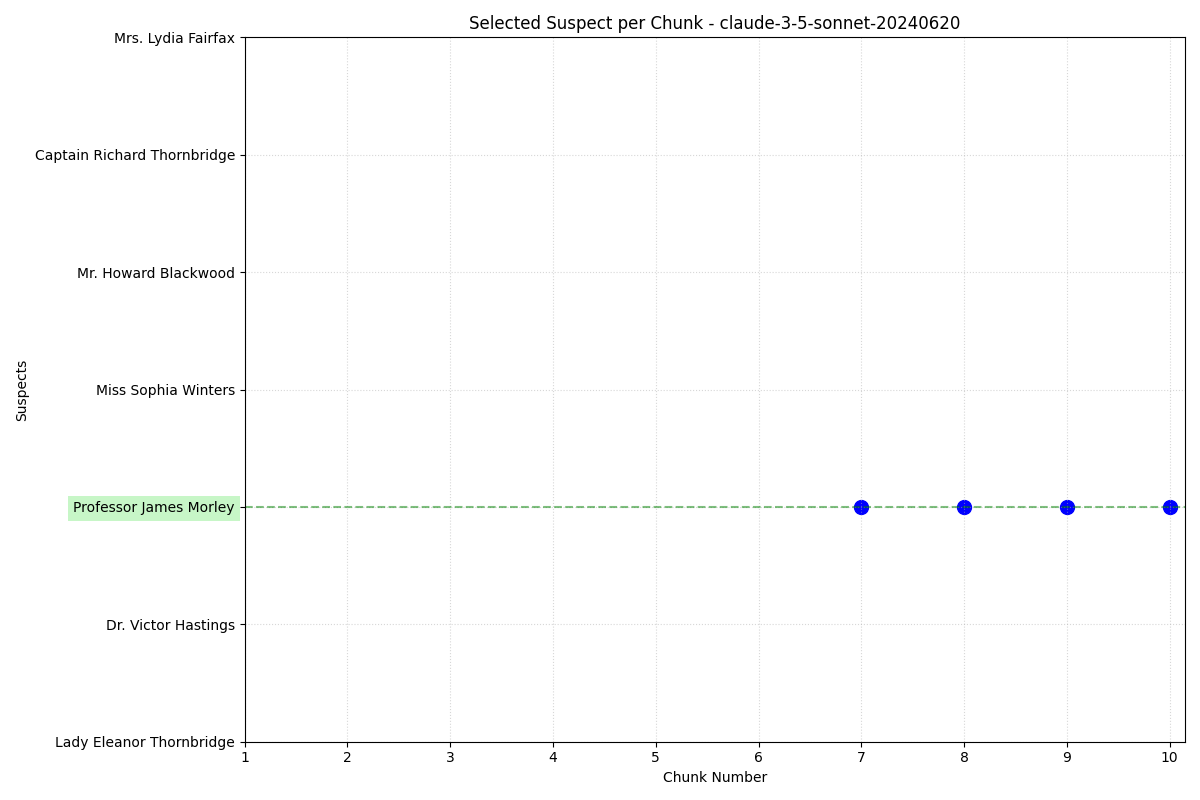 Selected Suspect per Chunk - claude-3-5-sonnet-20240620
Mrs. Lydia Fairfax
Captain Richard Thornbridge
Mr. Howard Blackwood
Miss Sophia Winters
Professor James Morley
Dr. Victor Hastings
Lady Eleanor Thornbridge
Suspects
1 2 3 4 5 6 7 8 9 10
Chunk Number